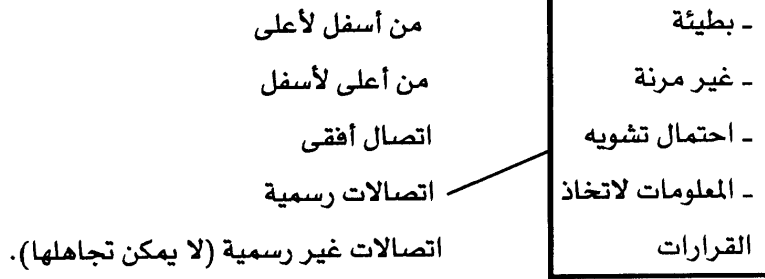 ـ بطيئة
ـ غير مرنة
ـ احتمال تشويه
ـ المعلومات لاتخاذ
القرارات
من أسفل لأعلى
من أعلى لأسفل
اتصال أفقى
اتصالات رسمية
اتصالات غير رسمية (لا يمكن تجاهلها).